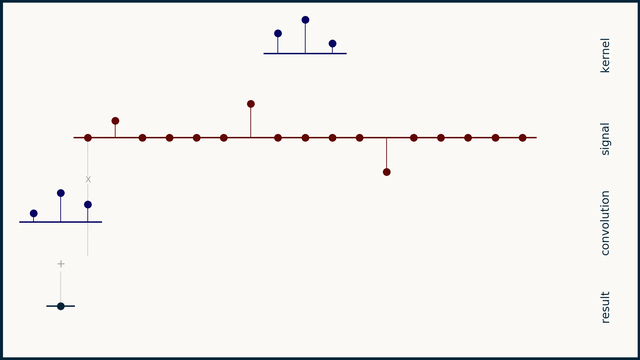 kernel
signal
x
convolution
+
result